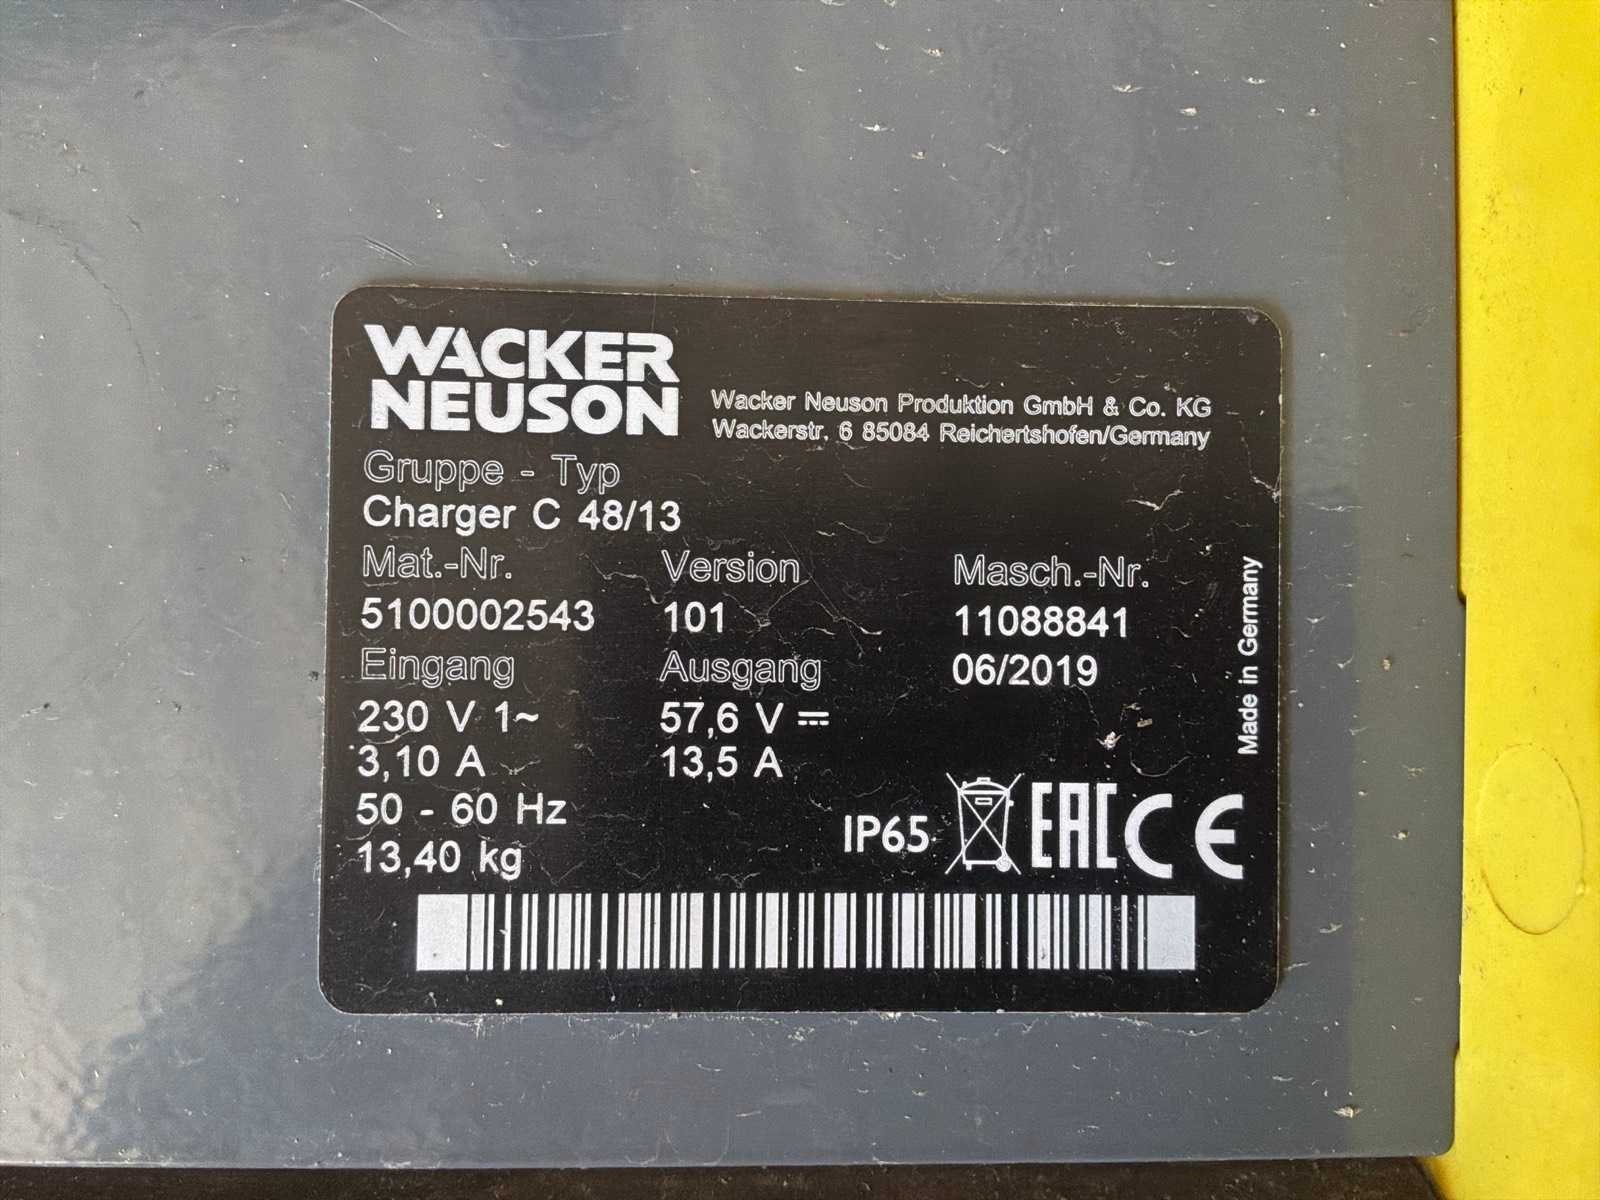 WACKER
NEUSON
Wacker Neuson Produktion GmbH & Co. KG
Wackerstr. 6 85084 Reichertshofen/Germany
Gruppe - Typ
Charger C 48/13
Mat.-Nr. Version Masch.-Nr.
5100002543 101 11088841
Eingang Ausgang 06/2019
230 V 1~ 57,6 V ⎓
3,10 A 13,5 A
50 - 60 Hz
13,40 kg
IP65 EAC CE
Made in Germany